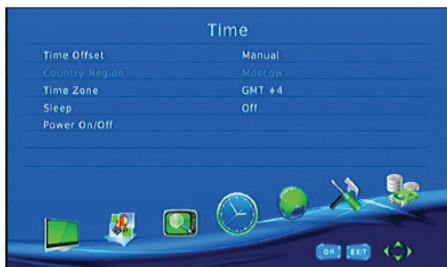 Time
Time Offset Manual
Country Region Moscow
Time Zone GMT +4
Sleep Off
Power On/Off
OK EXIT